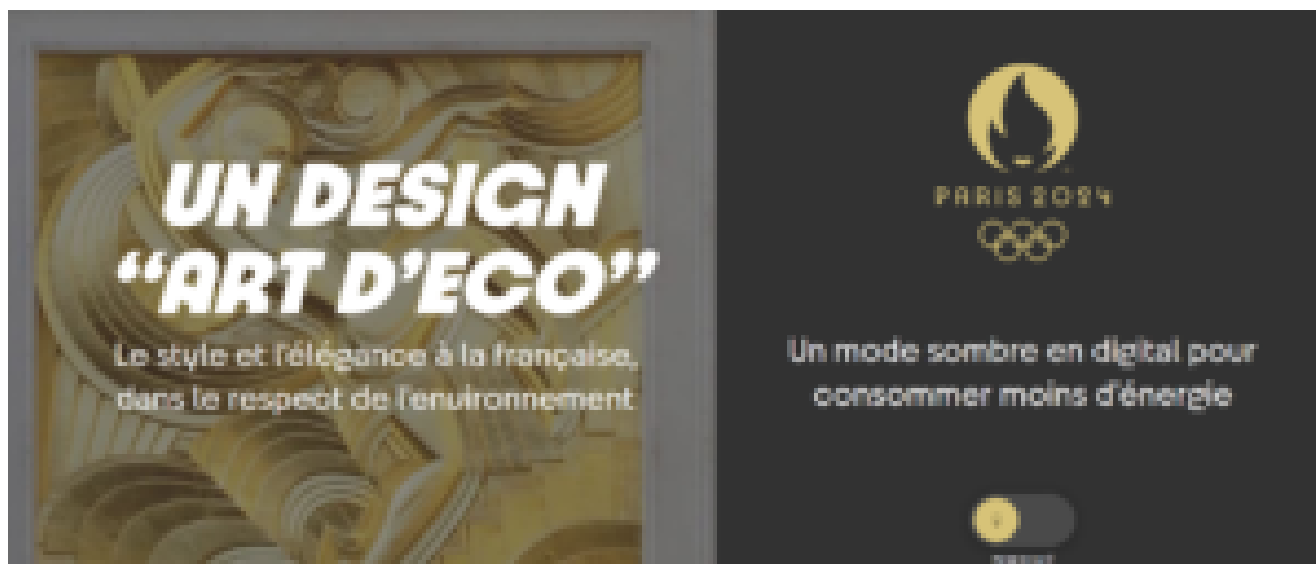 UN DESIGN
“ART D’ECO”
Le style et l'élégance à la française,
dans le respect de l'environnement
PARIS 2024
Un mode sombre en digital pour
consommer moins d'énergie